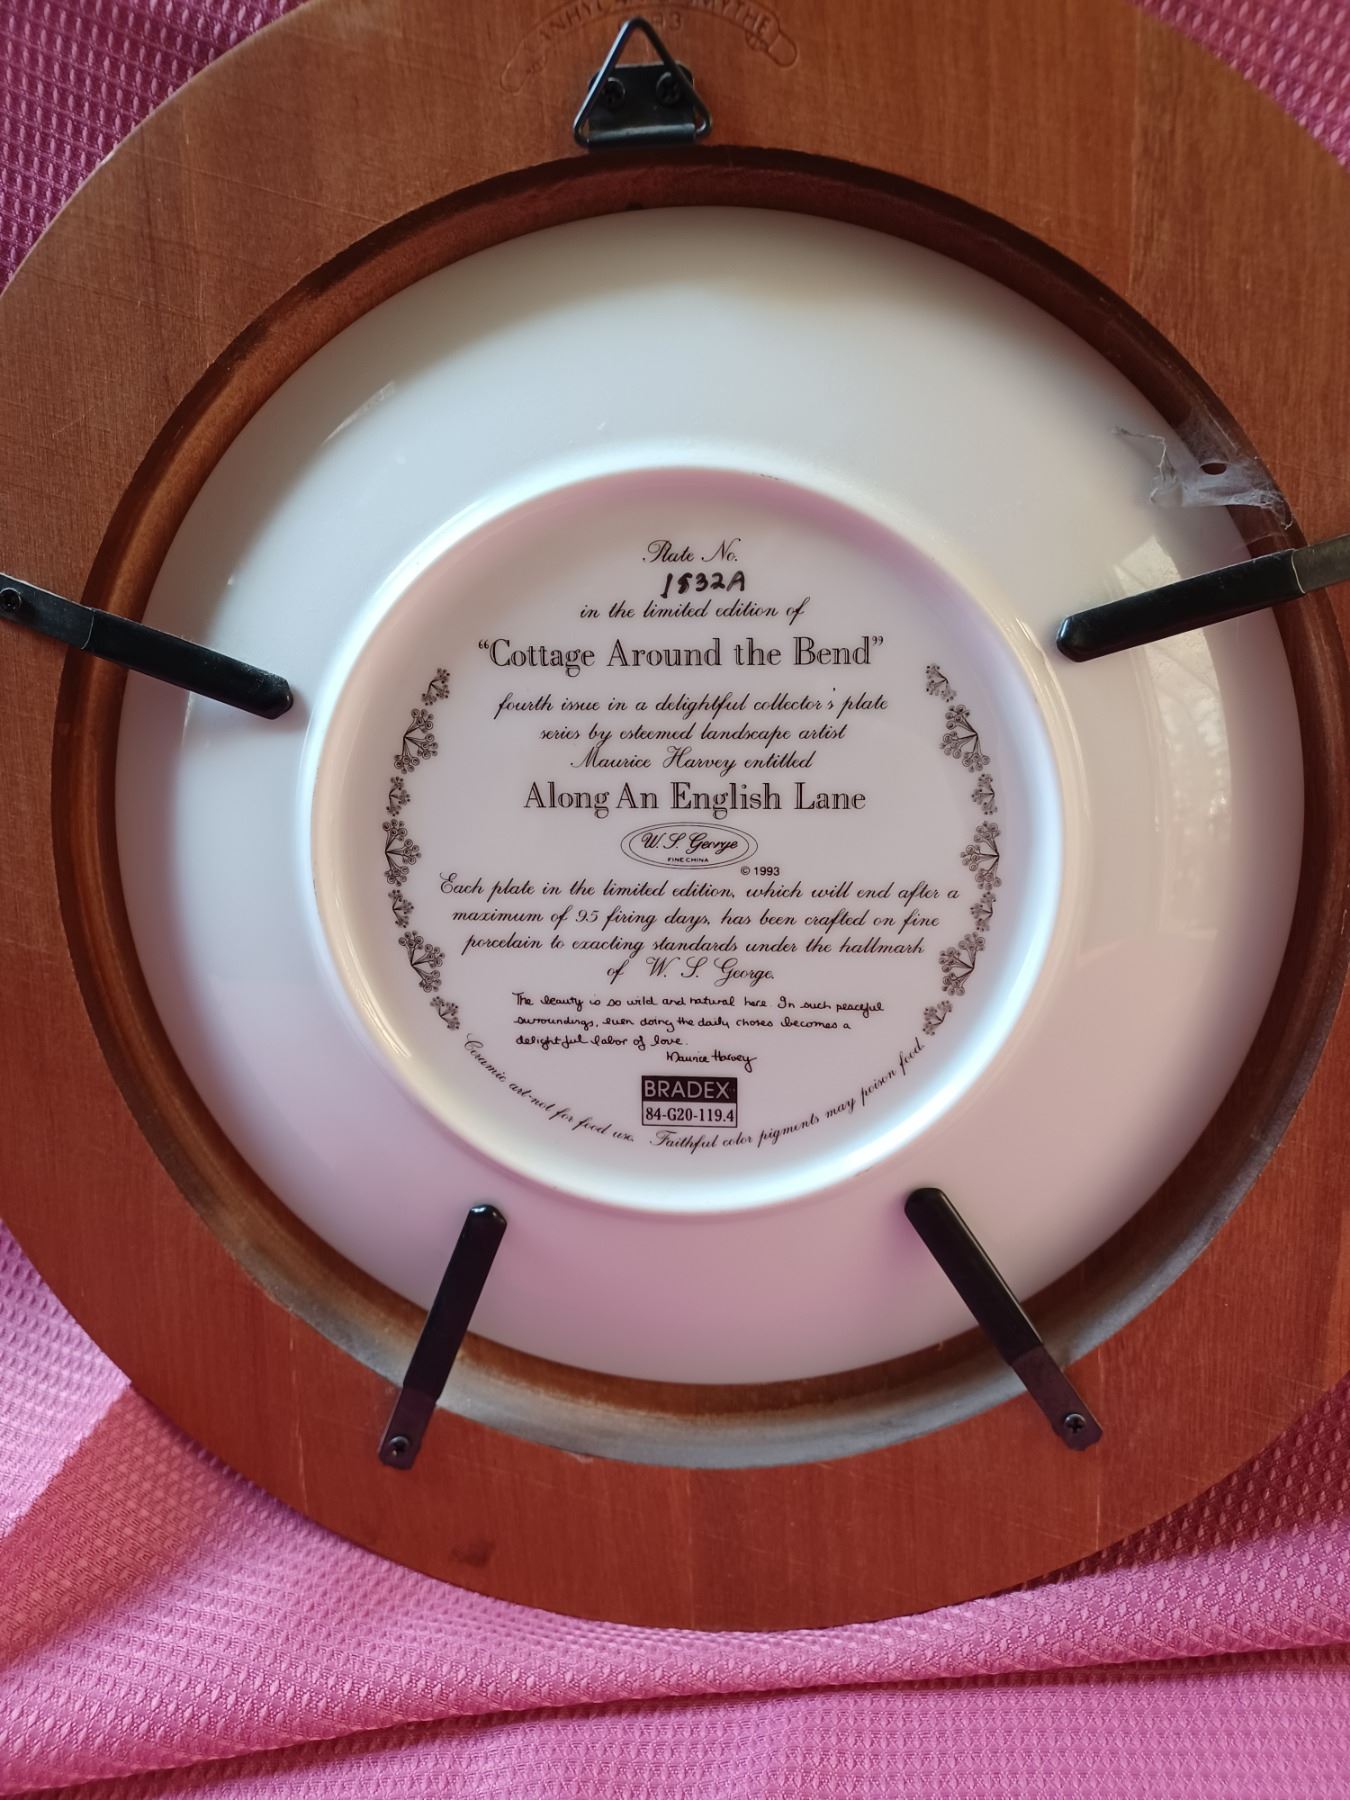 1993
Plate No.
1832A
in the limited edition of
“Cottage Around the Bend”
fourth issue in a delightful collector's plate
series by esteemed landscape artist
Maurice Harvey entitled
Along An English Lane
W. S. George
FINE CHINA
© 1993
Each plate in the limited edition, which will end after a
maximum of 95 firing days, has been crafted on fine
porcelain to exacting standards under the hallmark
of W. S. George.
The beauty is so wild and natural here. In such peaceful
surroundings, even doing the daily chores becomes a
delightful labor of love.
Maurice Harvey
BRADEX
84-G20-119.4
Ceramic art-not for food use. Faithful color pigments may poison food.